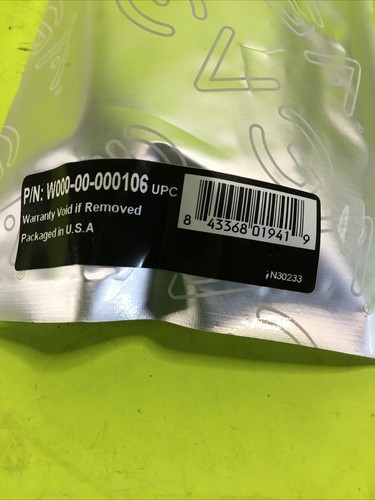 P/N: W000-00-000106 UPC
Warranty Void if Removed
Packaged in U.S.A
8 43368 01941 9
N30233